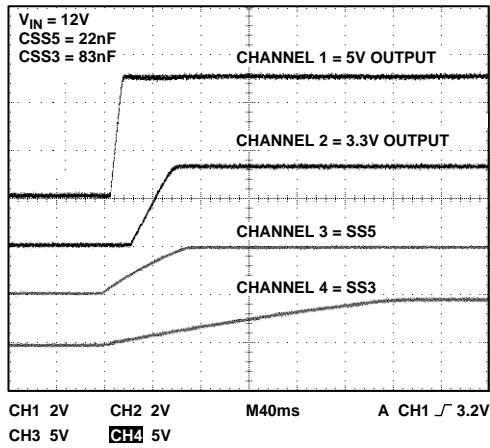 V_IN = 12V
CSS5 = 22nF
CSS3 = 83nF
CHANNEL 1 = 5V OUTPUT
CHANNEL 2 = 3.3V OUTPUT
CHANNEL 3 = SS5
CHANNEL 4 = SS3
CH1 2V CH2 2V M40ms A CH1 3.2V
CH3 5V CH4 5V